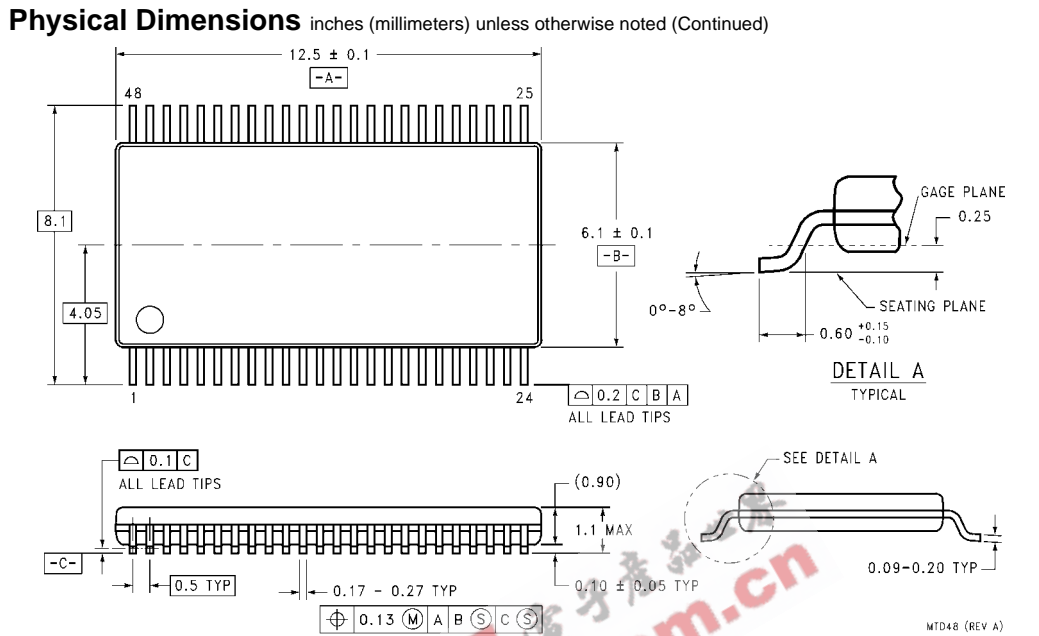 Physical Dimensions inches (millimeters) unless otherwise noted (Continued)
12.5 ± 0.1
-A-
48
25
8.1
4.05
6.1 ± 0.1
-B-
1
24
⌓ 0.2 C B A
ALL LEAD TIPS
GAGE PLANE
0.25
0°-8°
SEATING PLANE
0.60 +0.15 -0.10
DETAIL A
TYPICAL
⌓ 0.1 C
ALL LEAD TIPS
(0.90)
1.1 MAX
-C-
0.5 TYP
0.17 - 0.27 TYP
0.10 ± 0.05 TYP
⌖ 0.13 Ⓜ A B Ⓢ C Ⓢ
SEE DETAIL A
0.09-0.20 TYP
MTD48 (REV A)
子
m.cn